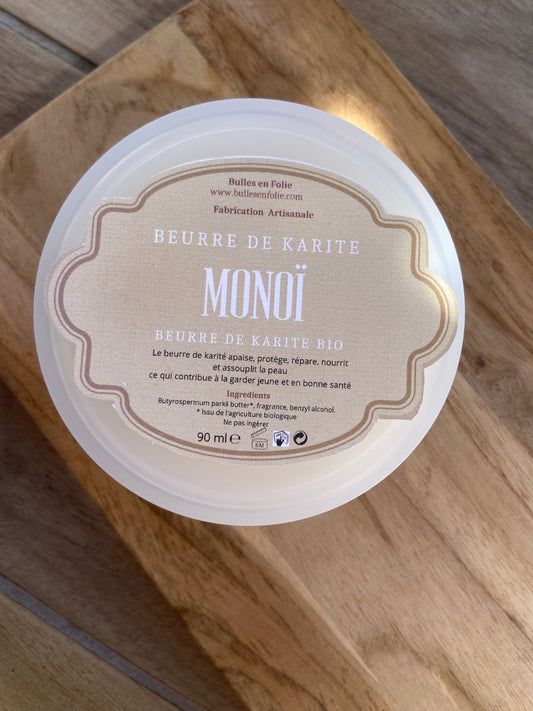 Bulles en Folie
www.bullesenfolie.com
Fabrication Artisanale
BEURRE DE KARITE
MONOÏ
BEURRE DE KARITE BIO
Le beurre de karité apaise, protège, répare, nourrit
et assouplit la peau
ce qui contribue à la garder jeune et en bonne santé
Ingredients
Butyrospermum parkii butter*, fragrance, benzyl alcohol.
* Issu de l'agriculture biologique
Ne pas ingérer
90 ml e 6M